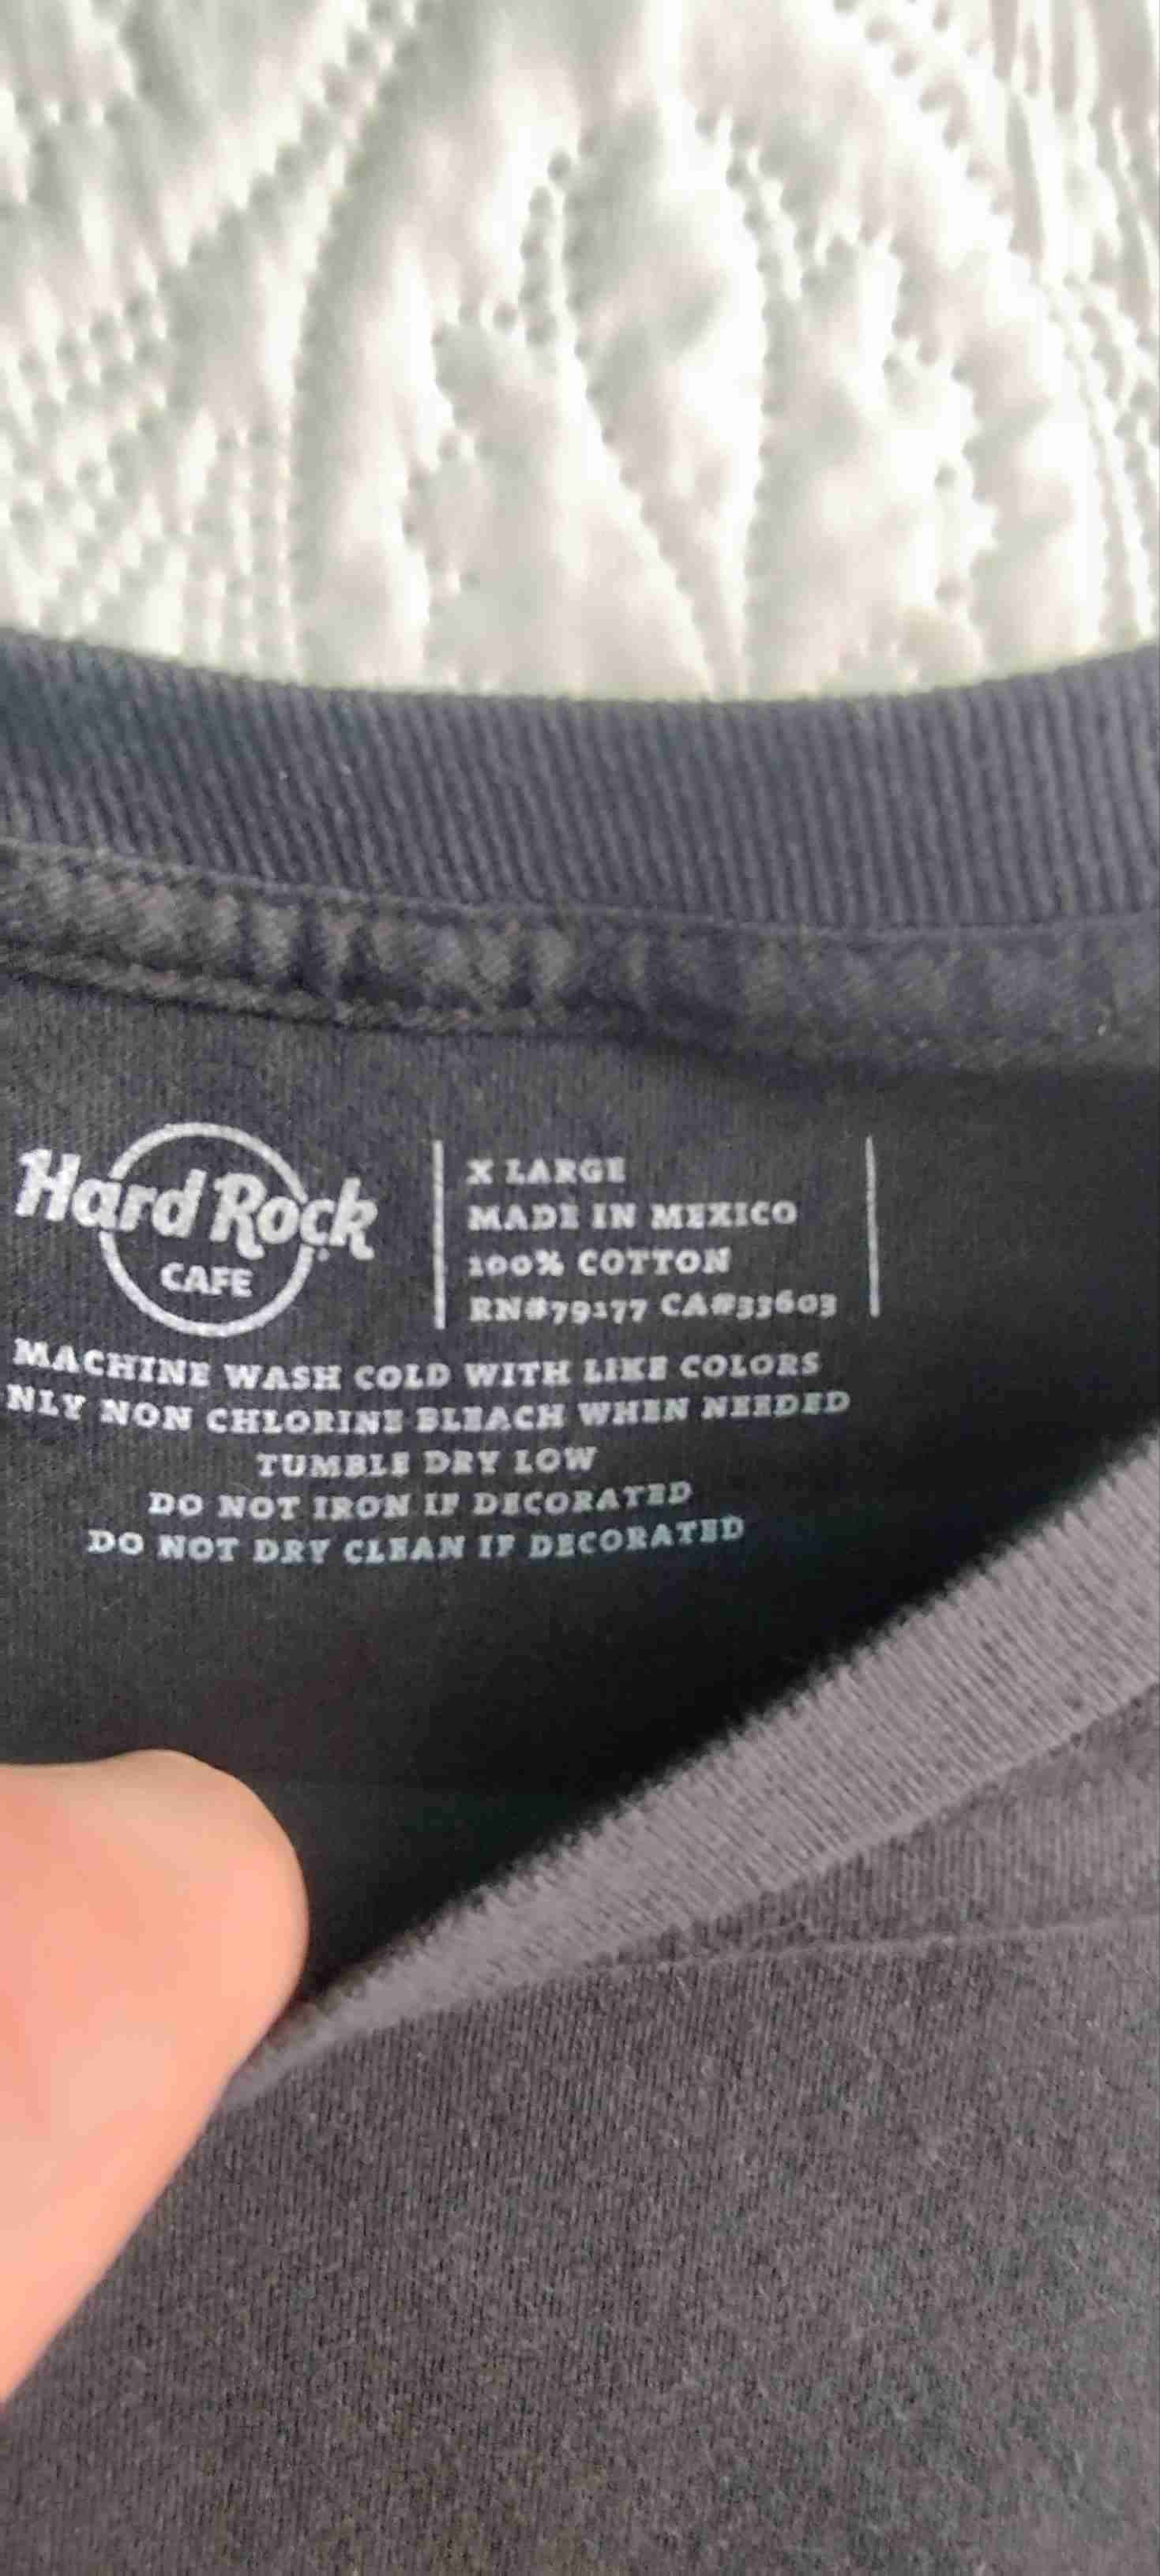 Hard Rock
CAFE
X LARGE
MADE IN MEXICO
100% COTTON
RN#79177 CA#33603
MACHINE WASH COLD WITH LIKE COLORS
NLY NON CHLORINE BLEACH WHEN NEEDED
TUMBLE DRY LOW
DO NOT IRON IF DECORATED
DO NOT DRY CLEAN IF DECORATED